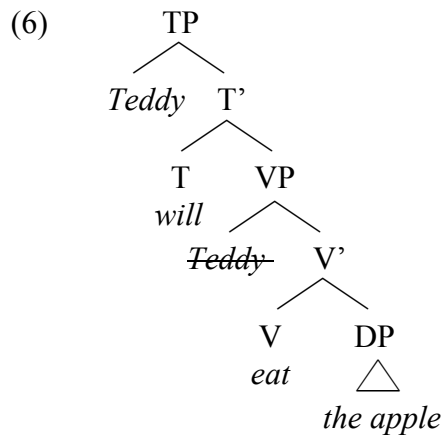 (6) TP
Teddy T’
T VP
will
Teddy V’
V DP
eat
the apple